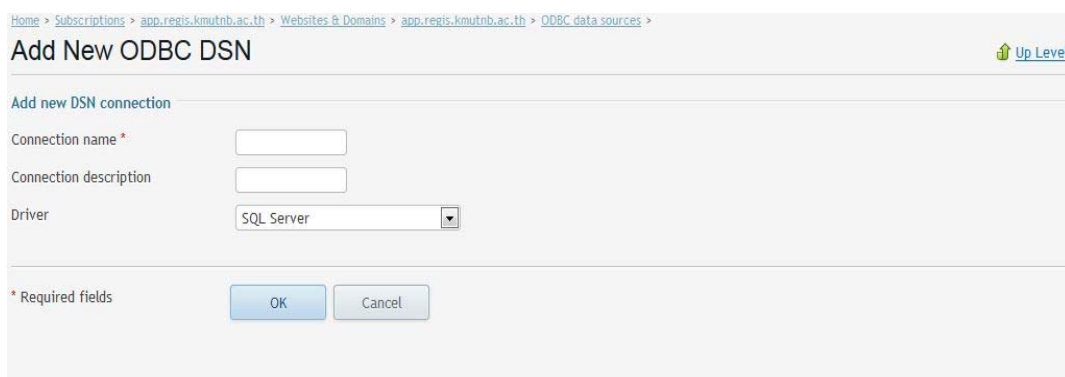 Home > Subscriptions > app.regis.kmutnb.ac.th > Websites & Domains > app.regis.kmutnb.ac.th > ODBC data sources >
Add New ODBC DSN
Up Leve
Add new DSN connection
Connection name *
Connection description
Driver SQL Server
* Required fields OK Cancel